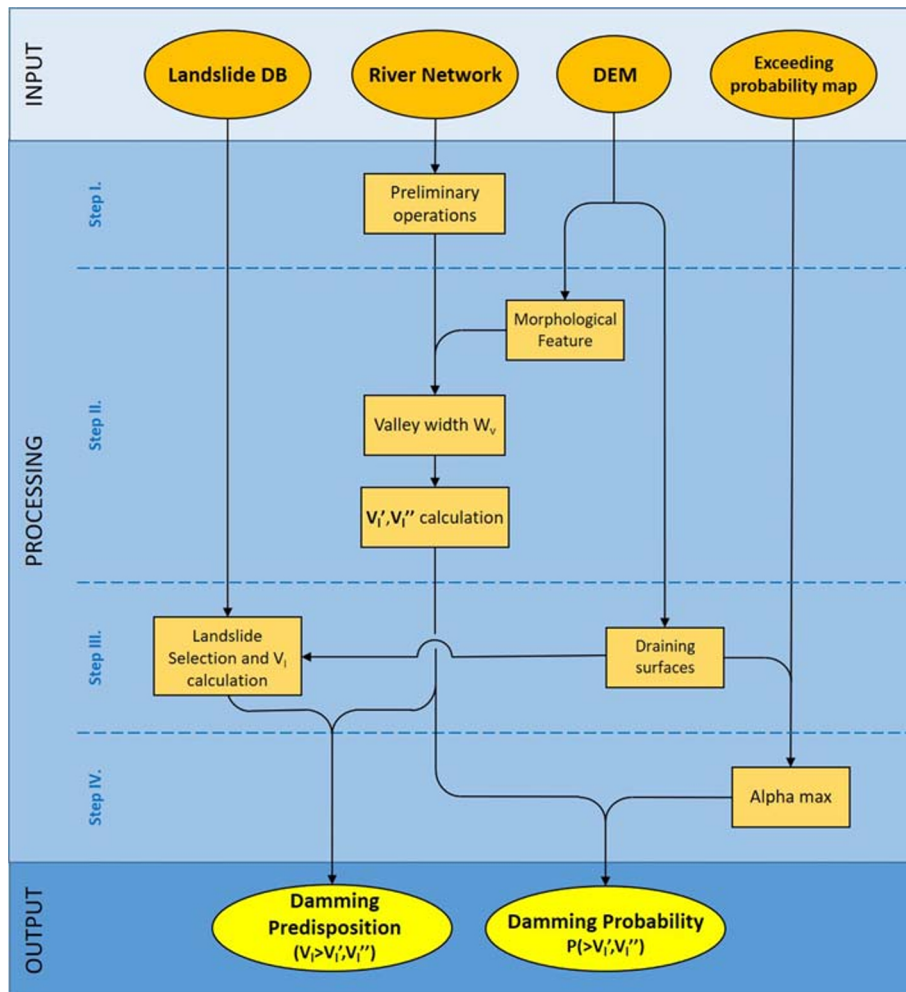 INPUT
Landslide DB
River Network
DEM
Exceeding
probability map
PROCESSING
Step I.
Preliminary
operations
Step II.
Morphological
Feature
Valley width Wᵥ
Vₗ′,Vₗ″ calculation
Step III.
Landslide
Selection and Vₗ
calculation
Draining
surfaces
Step IV.
Alpha max
OUTPUT
Damming
Predisposition
(Vₗ>Vₗ′,Vₗ″)
Damming Probability
P(>Vₗ′,Vₗ″)